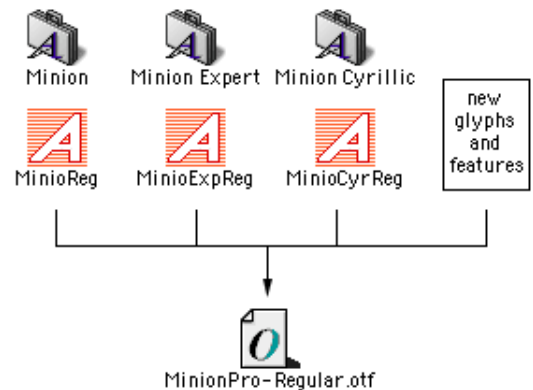 Minion
Minion Expert
Minion Cyrillic
MinioReg
MinioExpReg
MinioCyrReg
new
glyphs
and
features
MinionPro-Regular.otf